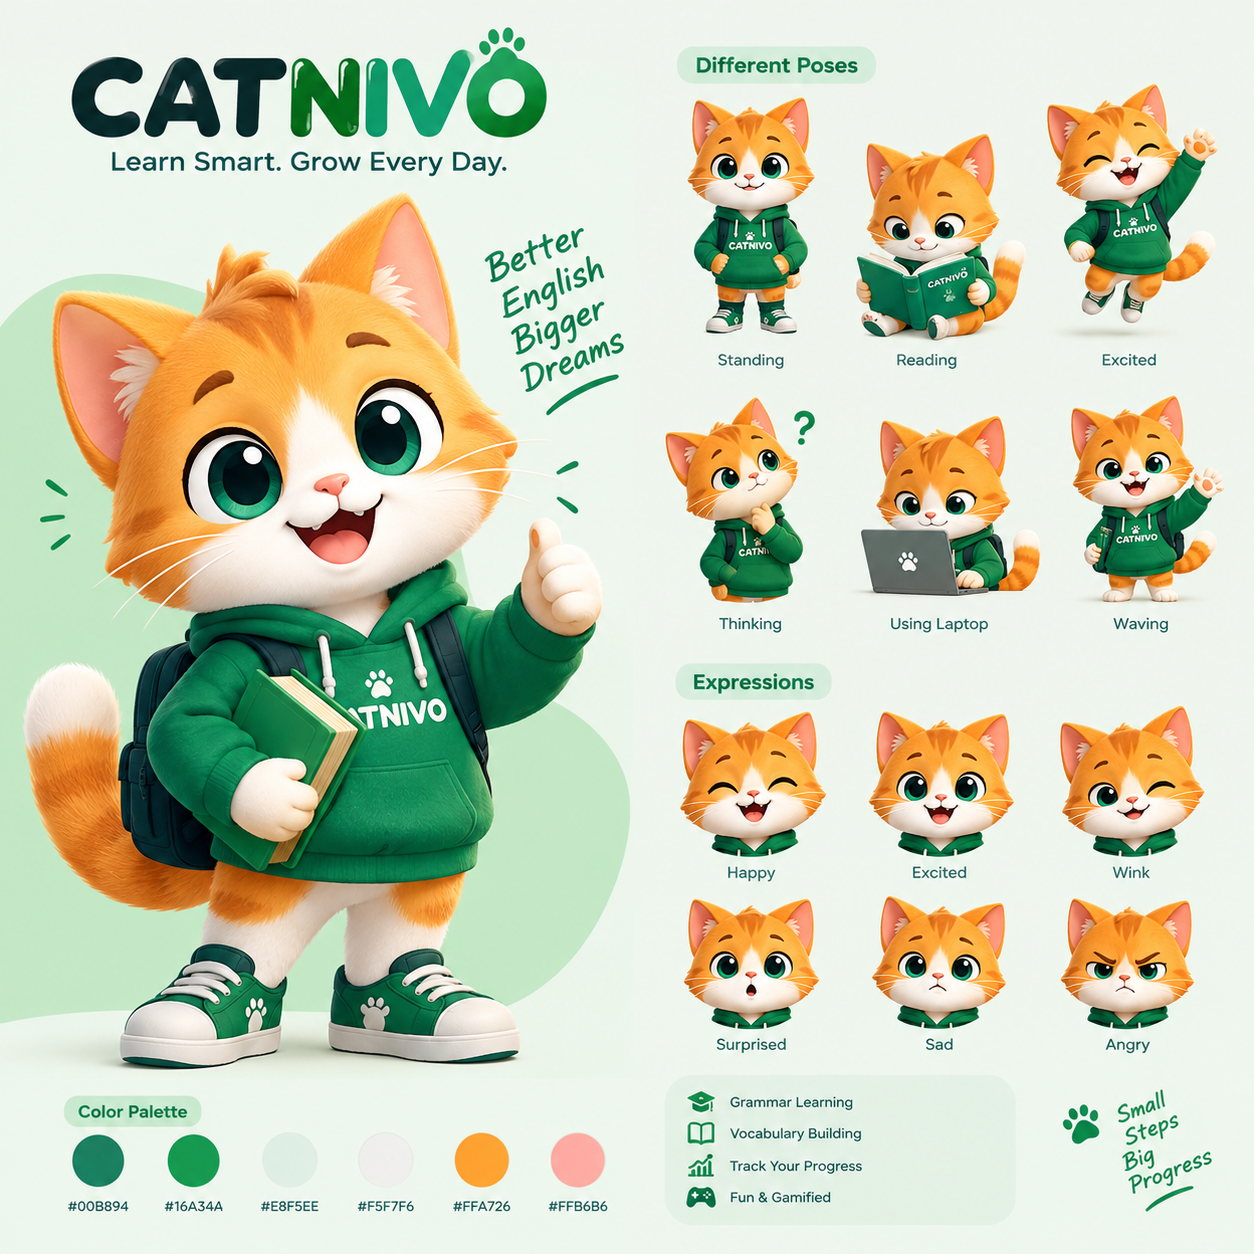 CATNIVO
Learn Smart. Grow Every Day.
Better
English
Bigger
Dreams
ATNIVO
Color Palette
#00B894
#16A34A
#E8F5EE
#F5F7F6
#FFA726
#FFB6B6
Different Poses
CATNIVO
CATNIVO
CATNIVO
Standing
Reading
Excited
?
CATNI
CATNIVO
Thinking
Using Laptop
Waving
Expressions
Happy
Excited
Wink
Surprised
Sad
Angry
Grammar Learning
Vocabulary Building
Track Your Progress
Fun & Gamified
Small
Steps
Big
Progress